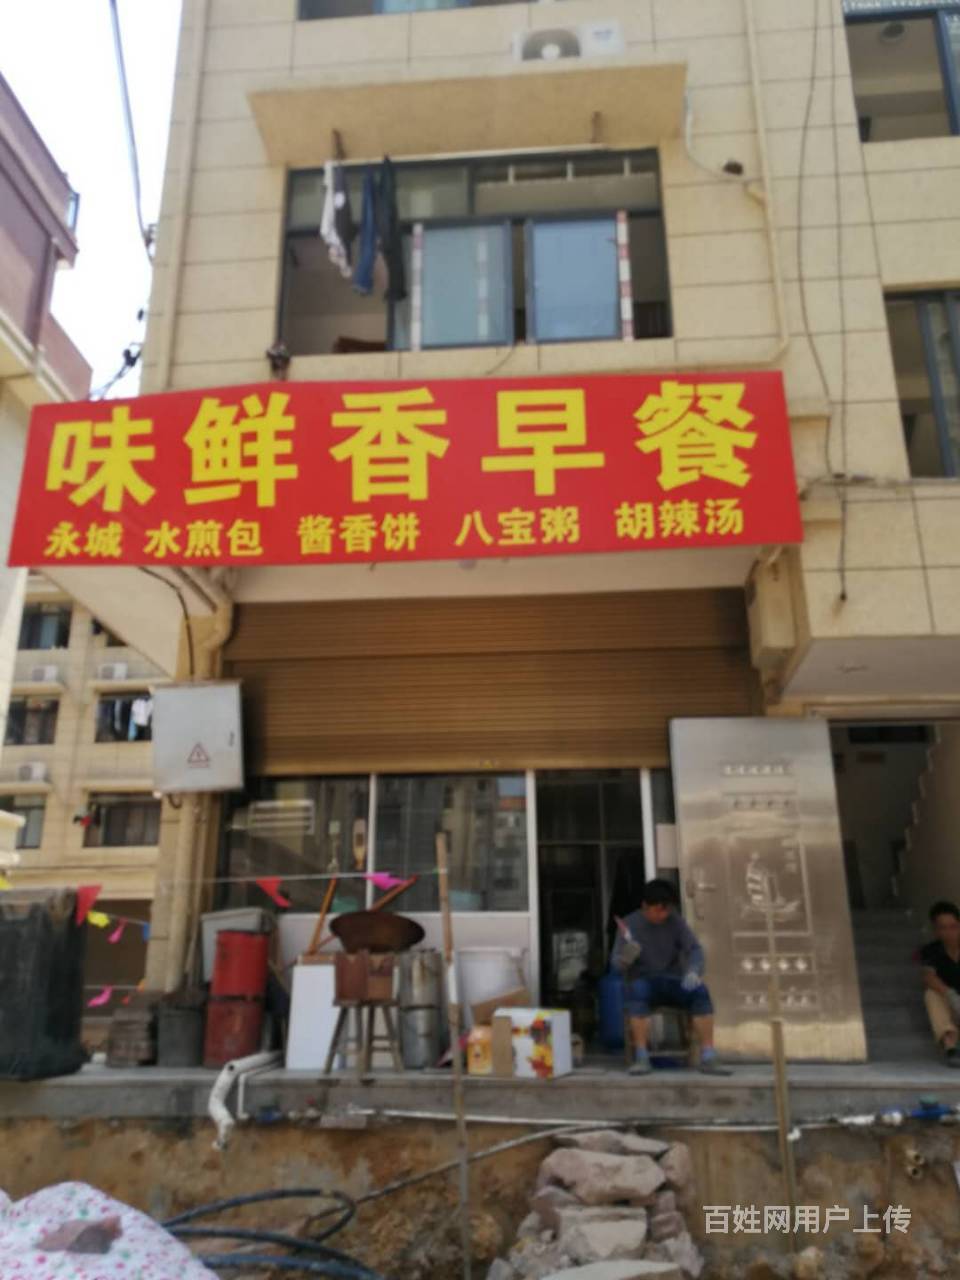 味鲜香早餐
永城 水煎包 酱香饼 八宝粥 胡辣汤
百姓网用户上传